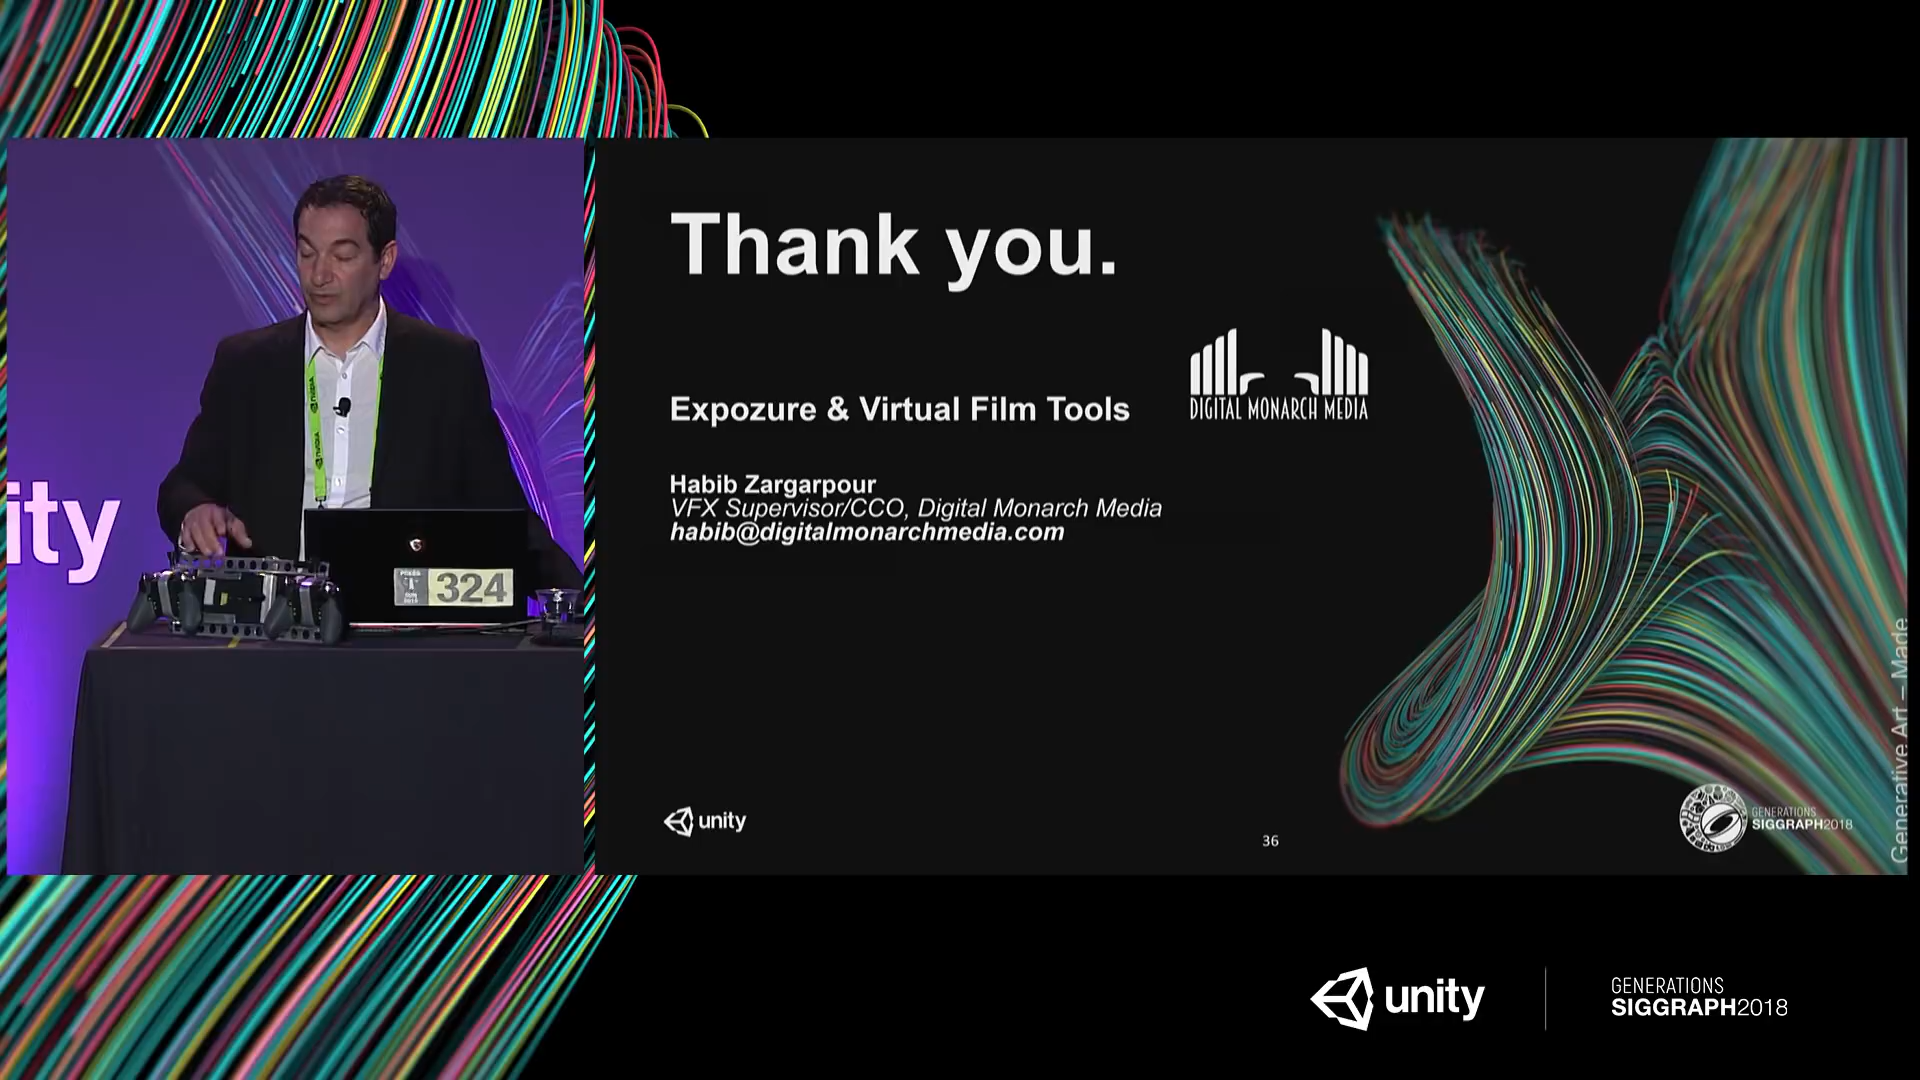 Thank you.
Expozure & Virtual Film Tools
DIGITAL MONARCH MEDIA
Habib Zargarpour
VFX Supervisor/CCO, Digital Monarch Media
habib@digitalmonarchmedia.com
unity
36
GENERATIONS
SIGGRAPH2018
Generative Art – Made
ity
NVIDIA
324
unity
GENERATIONS
SIGGRAPH2018